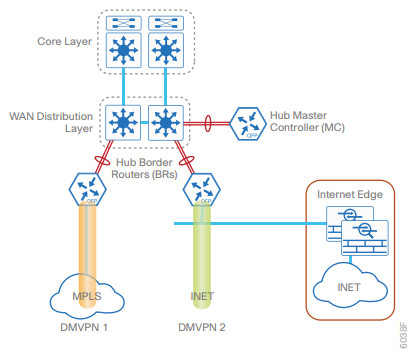 Core Layer
WAN Distribution
Layer
Hub Master
Controller (MC)
Hub Border
Routers (BRs)
Internet Edge
MPLS
INET
INET
DMVPN 1
DMVPN 2
6038F